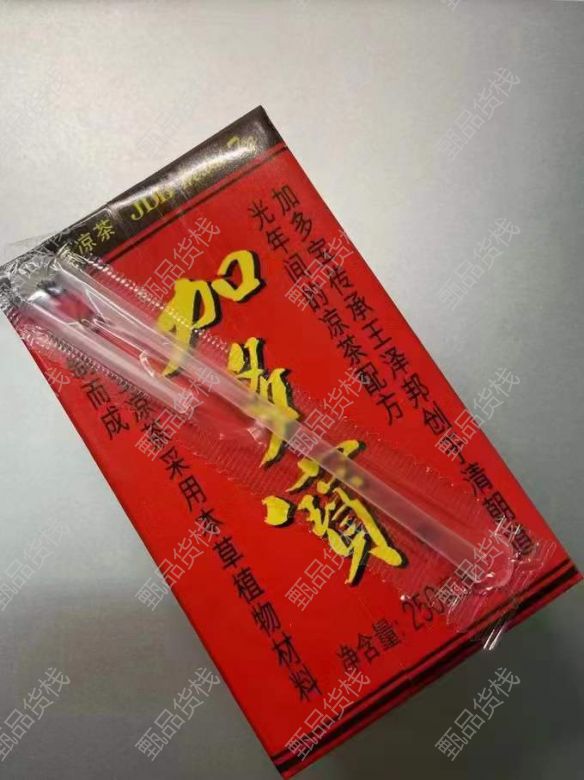 凉茶
JDB
加多宝传承王泽邦创于清朝道
光年间的凉茶配方
加多寶
凉茶采用本草植物材料
而成
净含量: 250
甄品货栈